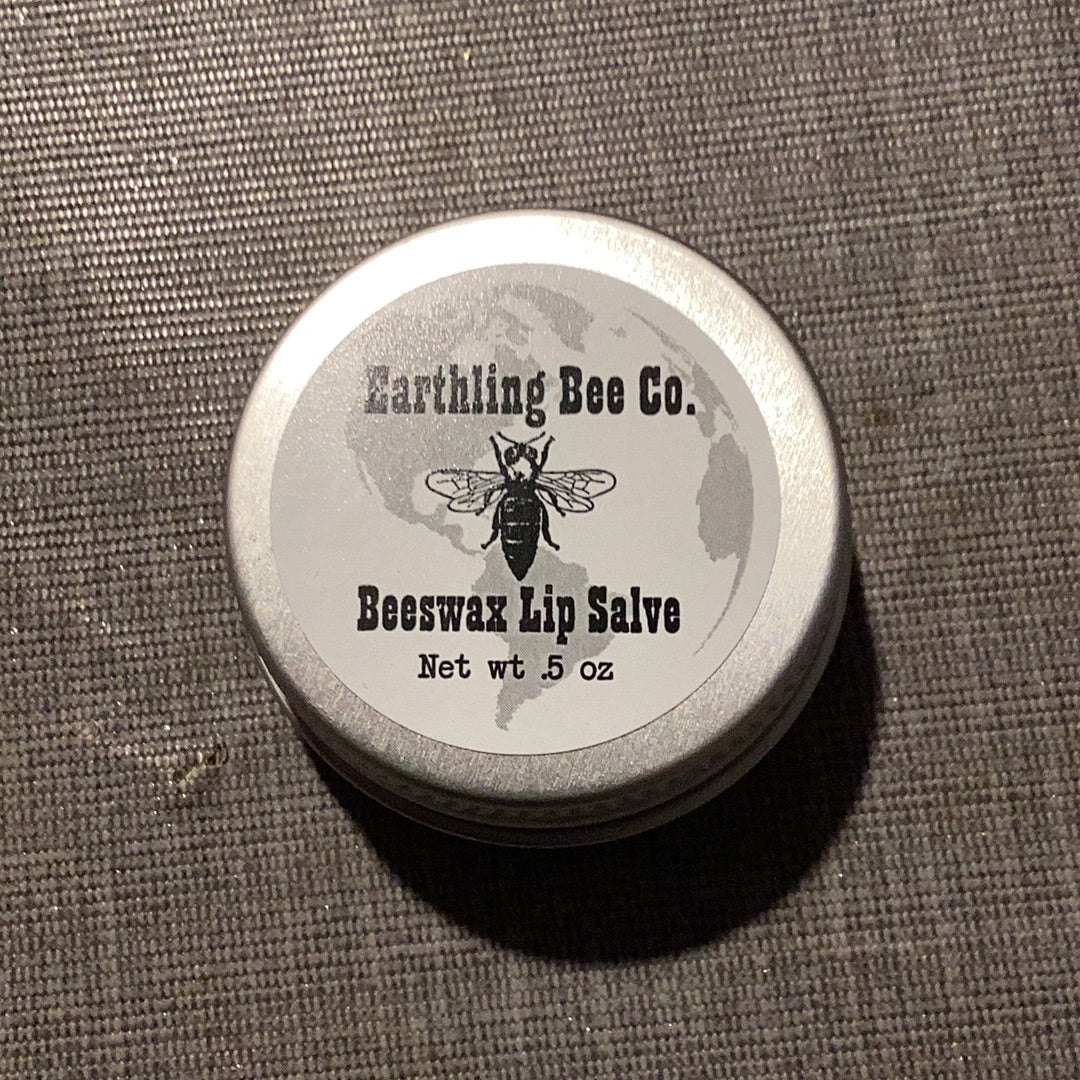 Earthling Bee Co.
Beeswax Lip Salve
Net wt .5 oz